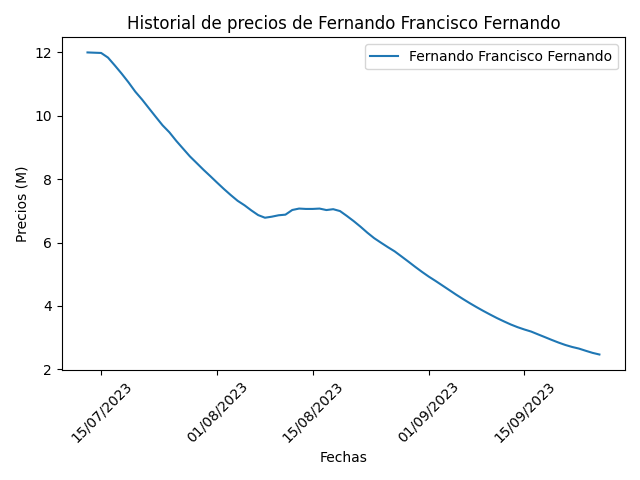 Historial de precios de Fernando Francisco Fernando
Fernando Francisco Fernando
12
10
8
6
4
2
Precios (M)
15/07/2023
01/08/2023
15/08/2023
01/09/2023
15/09/2023
Fechas